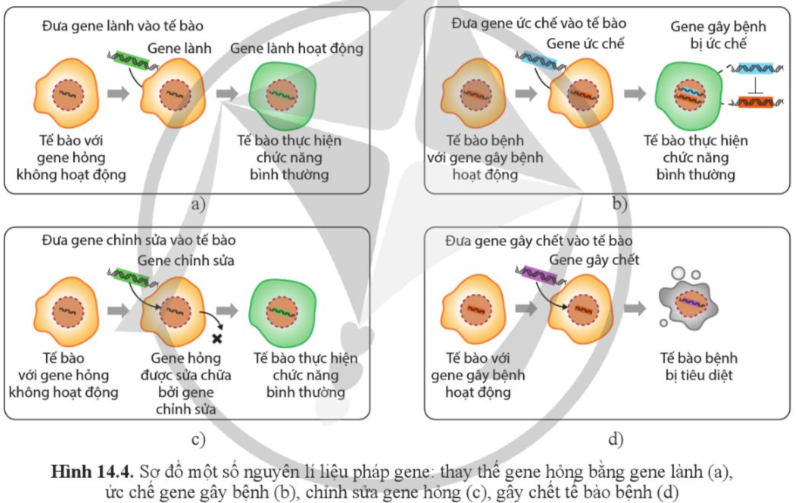 Đưa gene lành vào tế bào
Gene lành
Gene lành hoạt động
Tế bào với
gene hỏng
không hoạt động
Tế bào thực hiện
chức năng
bình thường
a)
Đưa gene ức chế vào tế bào
Gene ức chế
Gene gây bệnh
bị ức chế
Tế bào bệnh
với gene gây bệnh
hoạt động
Tế bào thực hiện
chức năng
bình thường
b)
Đưa gene chỉnh sửa vào tế bào
Gene chỉnh sửa
Tế bào
với gene hỏng
không hoạt động
Gene hỏng
được sửa chữa
bởi gene
chỉnh sửa
Tế bào thực hiện
chức năng
bình thường
c)
Đưa gene gây chết vào tế bào
Gene gây chết
Tế bào với
gene gây bệnh
hoạt động
Tế bào bệnh
bị tiêu diệt
d)
Hình 14.4. Sơ đồ một số nguyên lí liệu pháp gene: thay thế gene hỏng bằng gene lành (a),
ức chế gene gây bệnh (b), chỉnh sửa gene hỏng (c), gây chết tế bào bệnh (d)